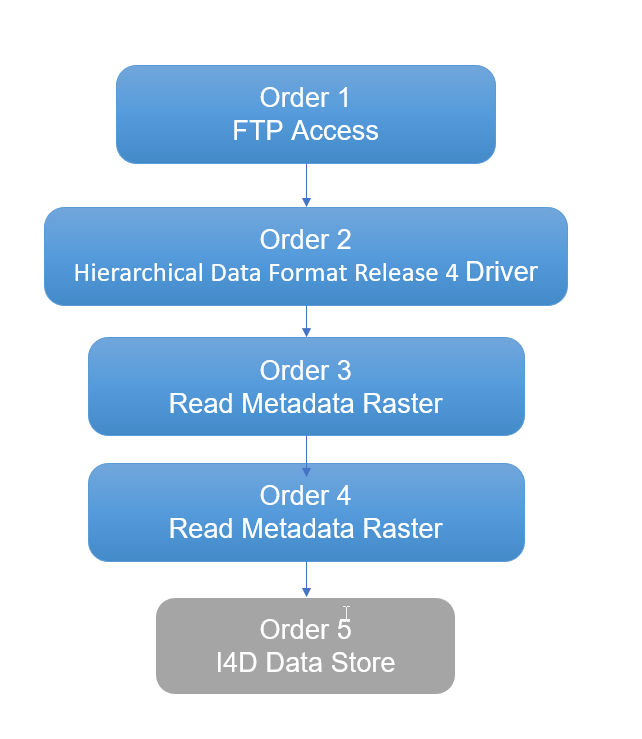 Order 1
FTP Access
Order 2
Hierarchical Data Format Release 4 Driver
Order 3
Read Metadata Raster
Order 4
Read Metadata Raster
Order 5
I4D Data Store